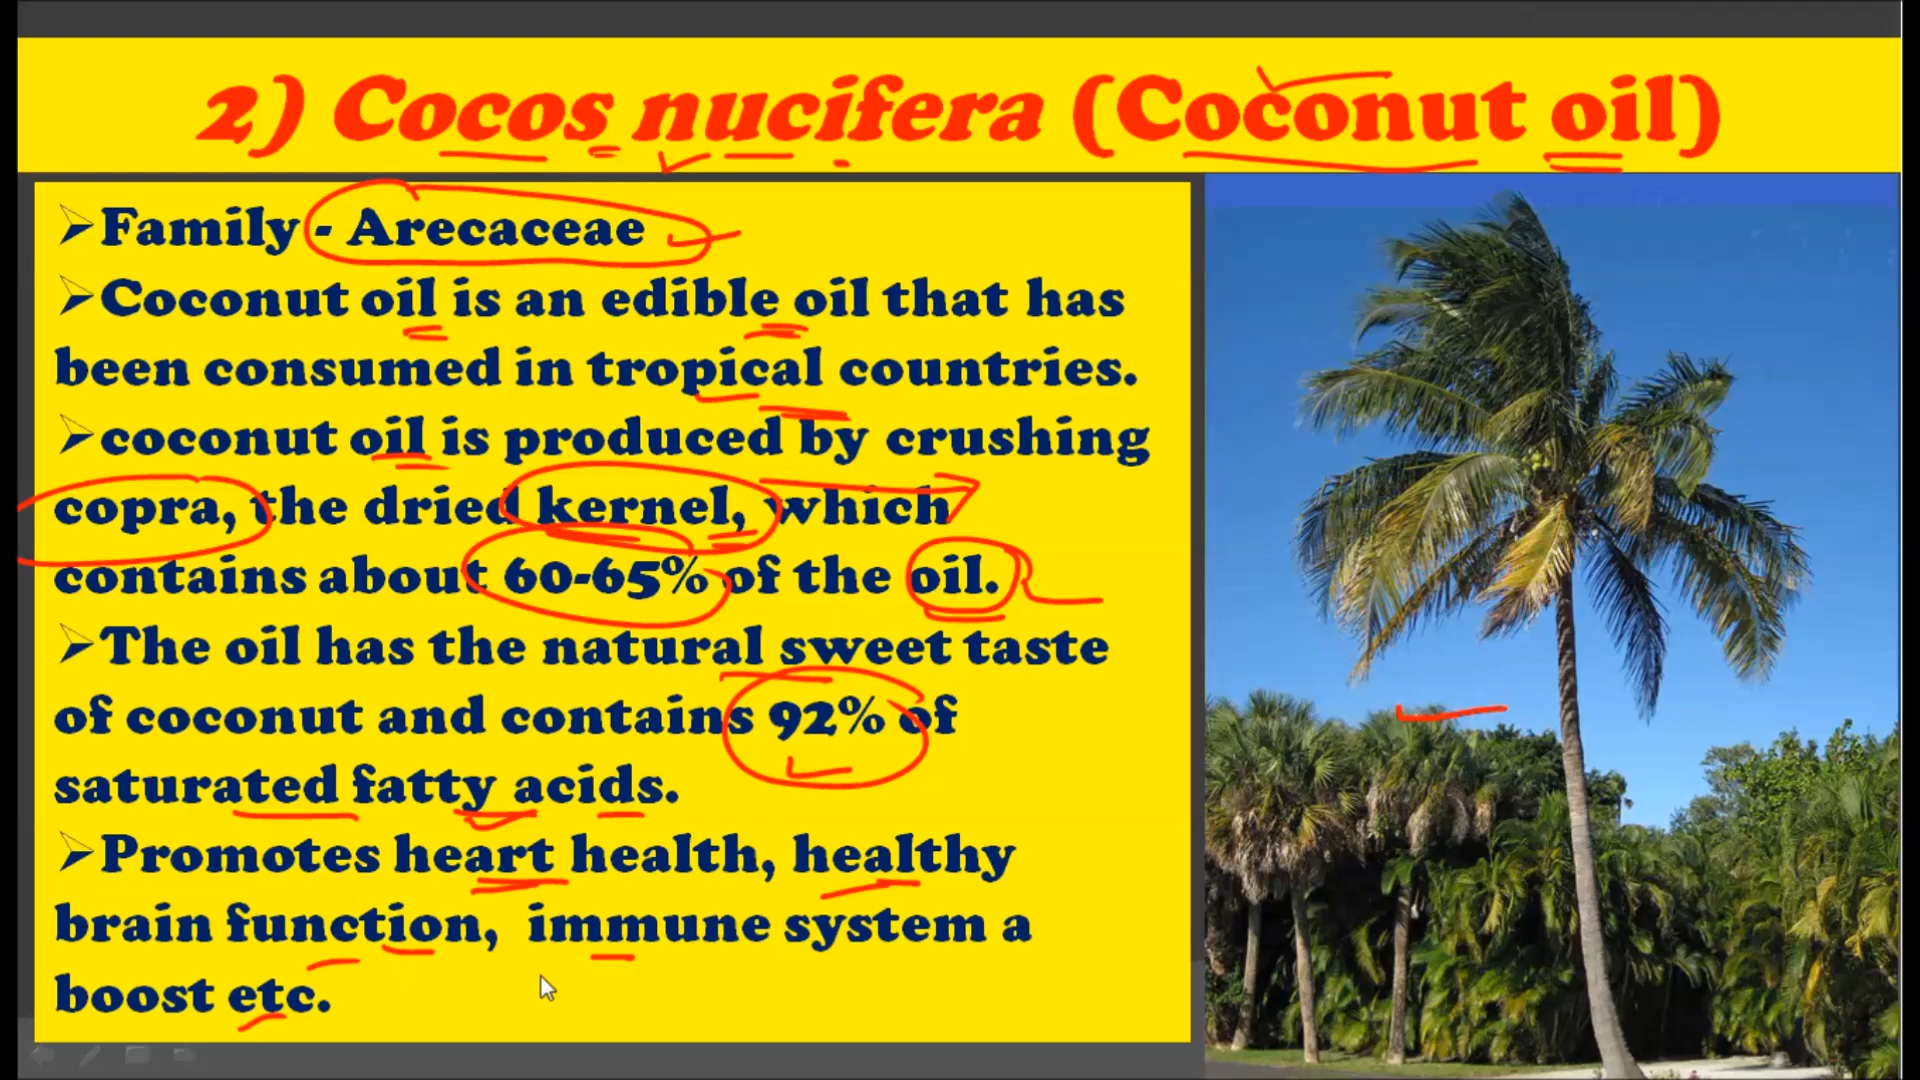 2) Cocos nucifera (Coconut oil)
➢Family - Arecaceae
➢Coconut oil is an edible oil that has
been consumed in tropical countries.
➢coconut oil is produced by crushing
copra, the dried kernel, which
contains about 60-65% of the oil.
➢The oil has the natural sweet taste
of coconut and contains 92% of
saturated fatty acids.
➢Promotes heart health, healthy
brain function, immune system a
boost etc.